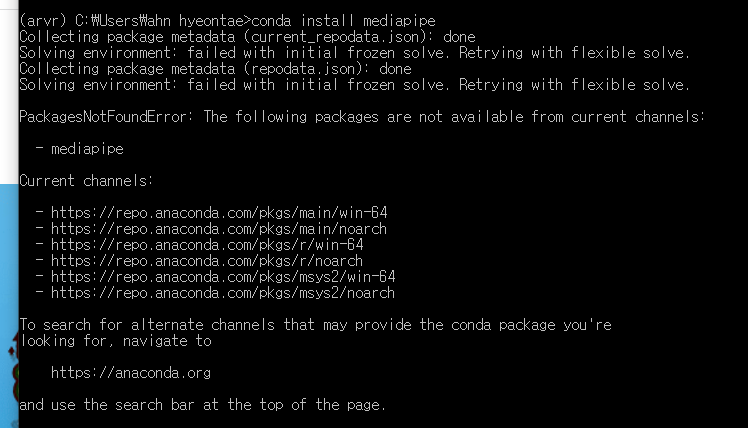 (arvr) C:₩Users₩ahn hyeontae>conda install mediapipe
Collecting package metadata (current_repodata.json): done
Solving environment: failed with initial frozen solve. Retrying with flexible solve.
Collecting package metadata (repodata.json): done
Solving environment: failed with initial frozen solve. Retrying with flexible solve.
PackagesNotFoundError: The following packages are not available from current channels:
- mediapipe
Current channels:
- https://repo.anaconda.com/pkgs/main/win-64
- https://repo.anaconda.com/pkgs/main/noarch
- https://repo.anaconda.com/pkgs/r/win-64
- https://repo.anaconda.com/pkgs/r/noarch
- https://repo.anaconda.com/pkgs/msys2/win-64
- https://repo.anaconda.com/pkgs/msys2/noarch
To search for alternate channels that may provide the conda package you're
looking for, navigate to
https://anaconda.org
and use the search bar at the top of the page.